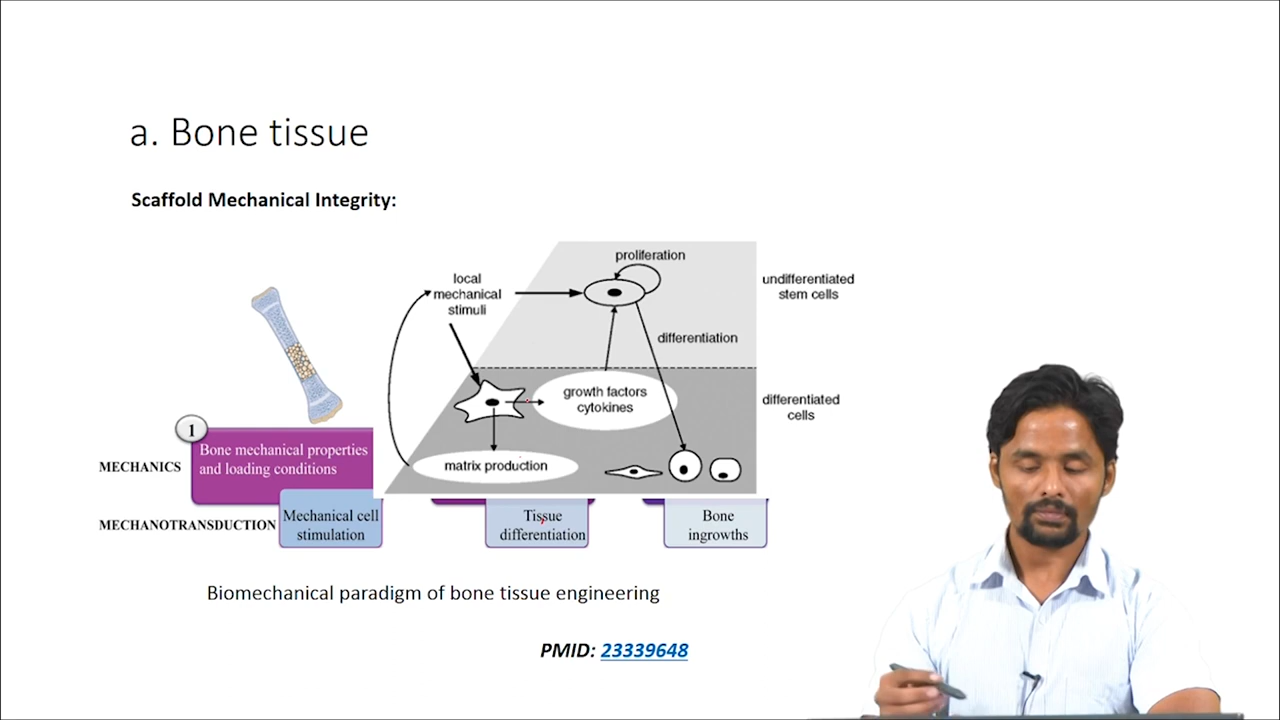 a. Bone tissue
Scaffold Mechanical Integrity:
proliferation
local
mechanical
stimuli
undifferentiated
stem cells
differentiation
growth factors
cytokines
differentiated
cells
1
Bone mechanical properties
and loading conditions
MECHANICS
matrix production
MECHANOTRANSDUCTION
Mechanical cell
stimulation
Tissue
differentiation
Bone
ingrowths
Biomechanical paradigm of bone tissue engineering
PMID: 23339648